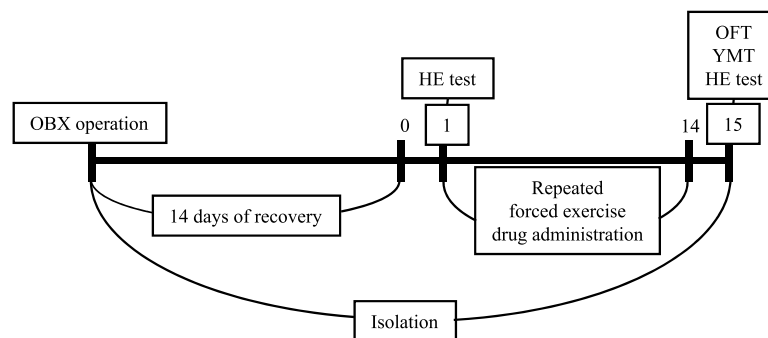 OFT
YMT
HE test
HE test
OBX operation
0
1
14
15
14 days of recovery
Repeated
forced exercise
drug administration
Isolation